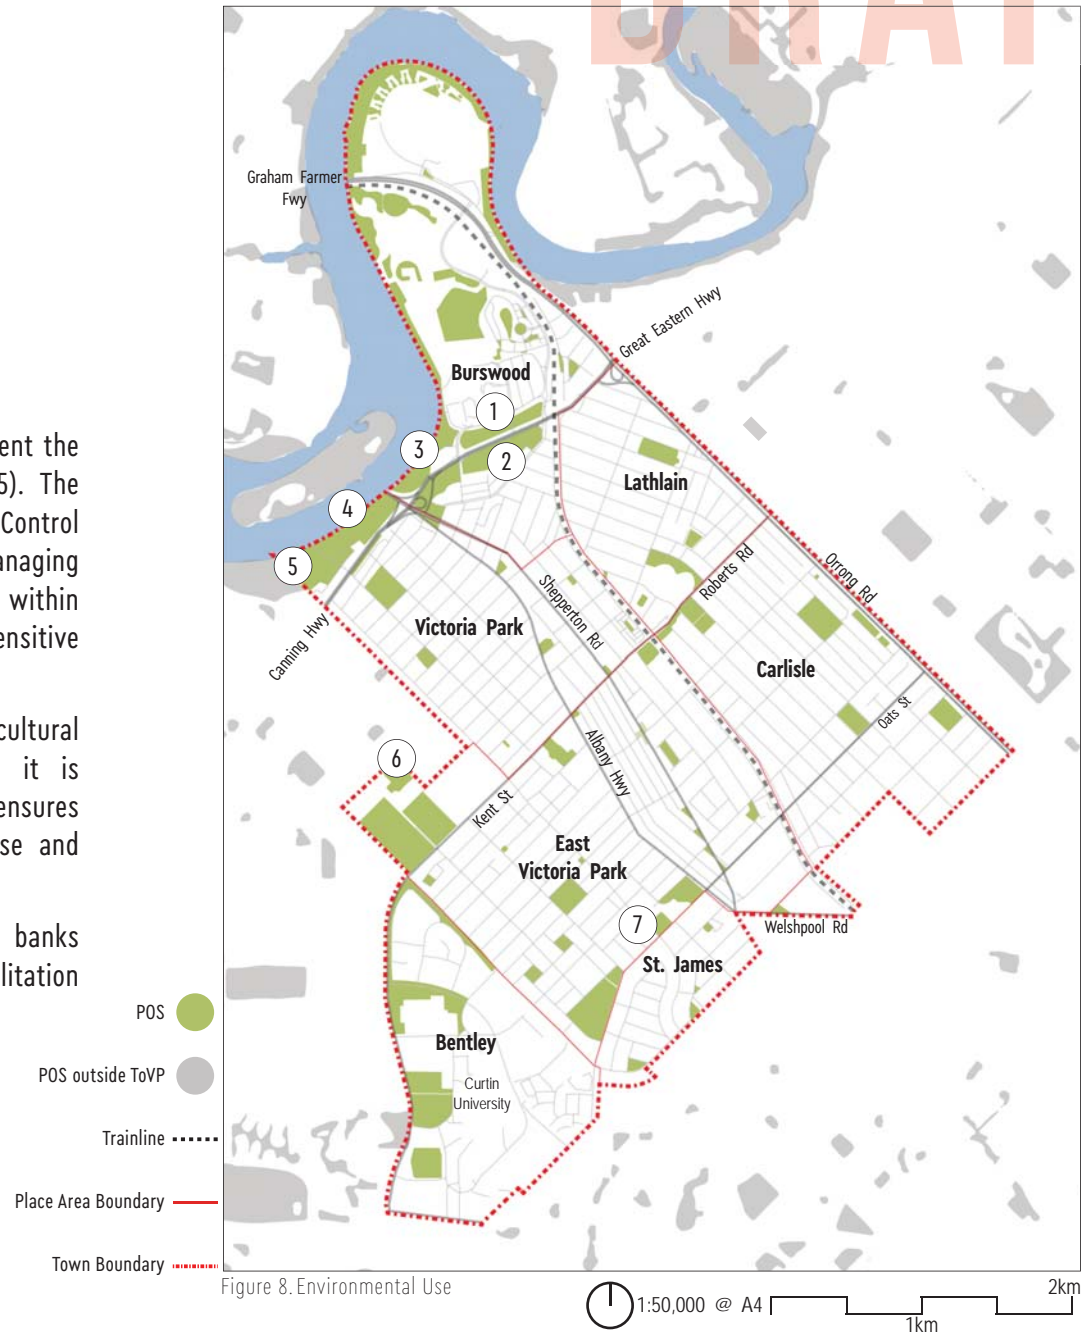 DRAF
ent the
5). The
Control
anaging
within
ensitive
cultural
it is
ensures
se and
banks
litation
Graham Farmer
Fwy
Great Eastern Hwy
Burswood
1
2
3
4
5
Lathlain
Roberts Rd
Orrong Rd
Shepperton Rd
Victoria Park
Canning Hwy
Carlisle
Oats St
6
Albany Hwy
Kent St
East
Victoria Park
7
Welshpool Rd
St. James
Bentley
Curtin
University
POS
POS outside ToVP
Trainline
Place Area Boundary
Town Boundary
Figure 8. Environmental Use
1:50,000 @ A4
1km
2km